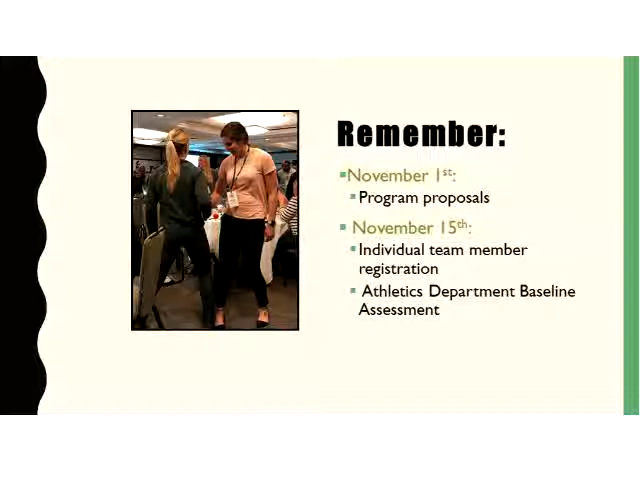 Remember:
▪November 1st:
▪Program proposals
▪ November 15th:
▪Individual team member
registration
▪ Athletics Department Baseline
Assessment